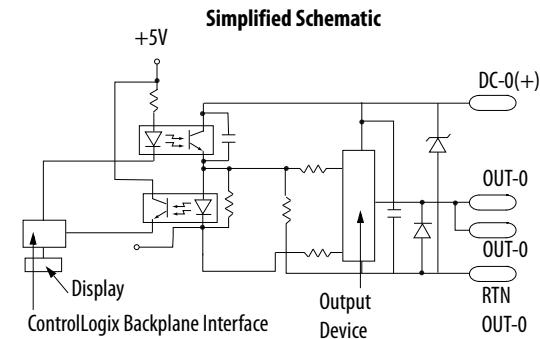 Simplified Schematic
+5V
DC-0(+)
OUT-0
OUT-0
RTN
OUT-0
Display
Output
Device
ControlLogix Backplane Interface